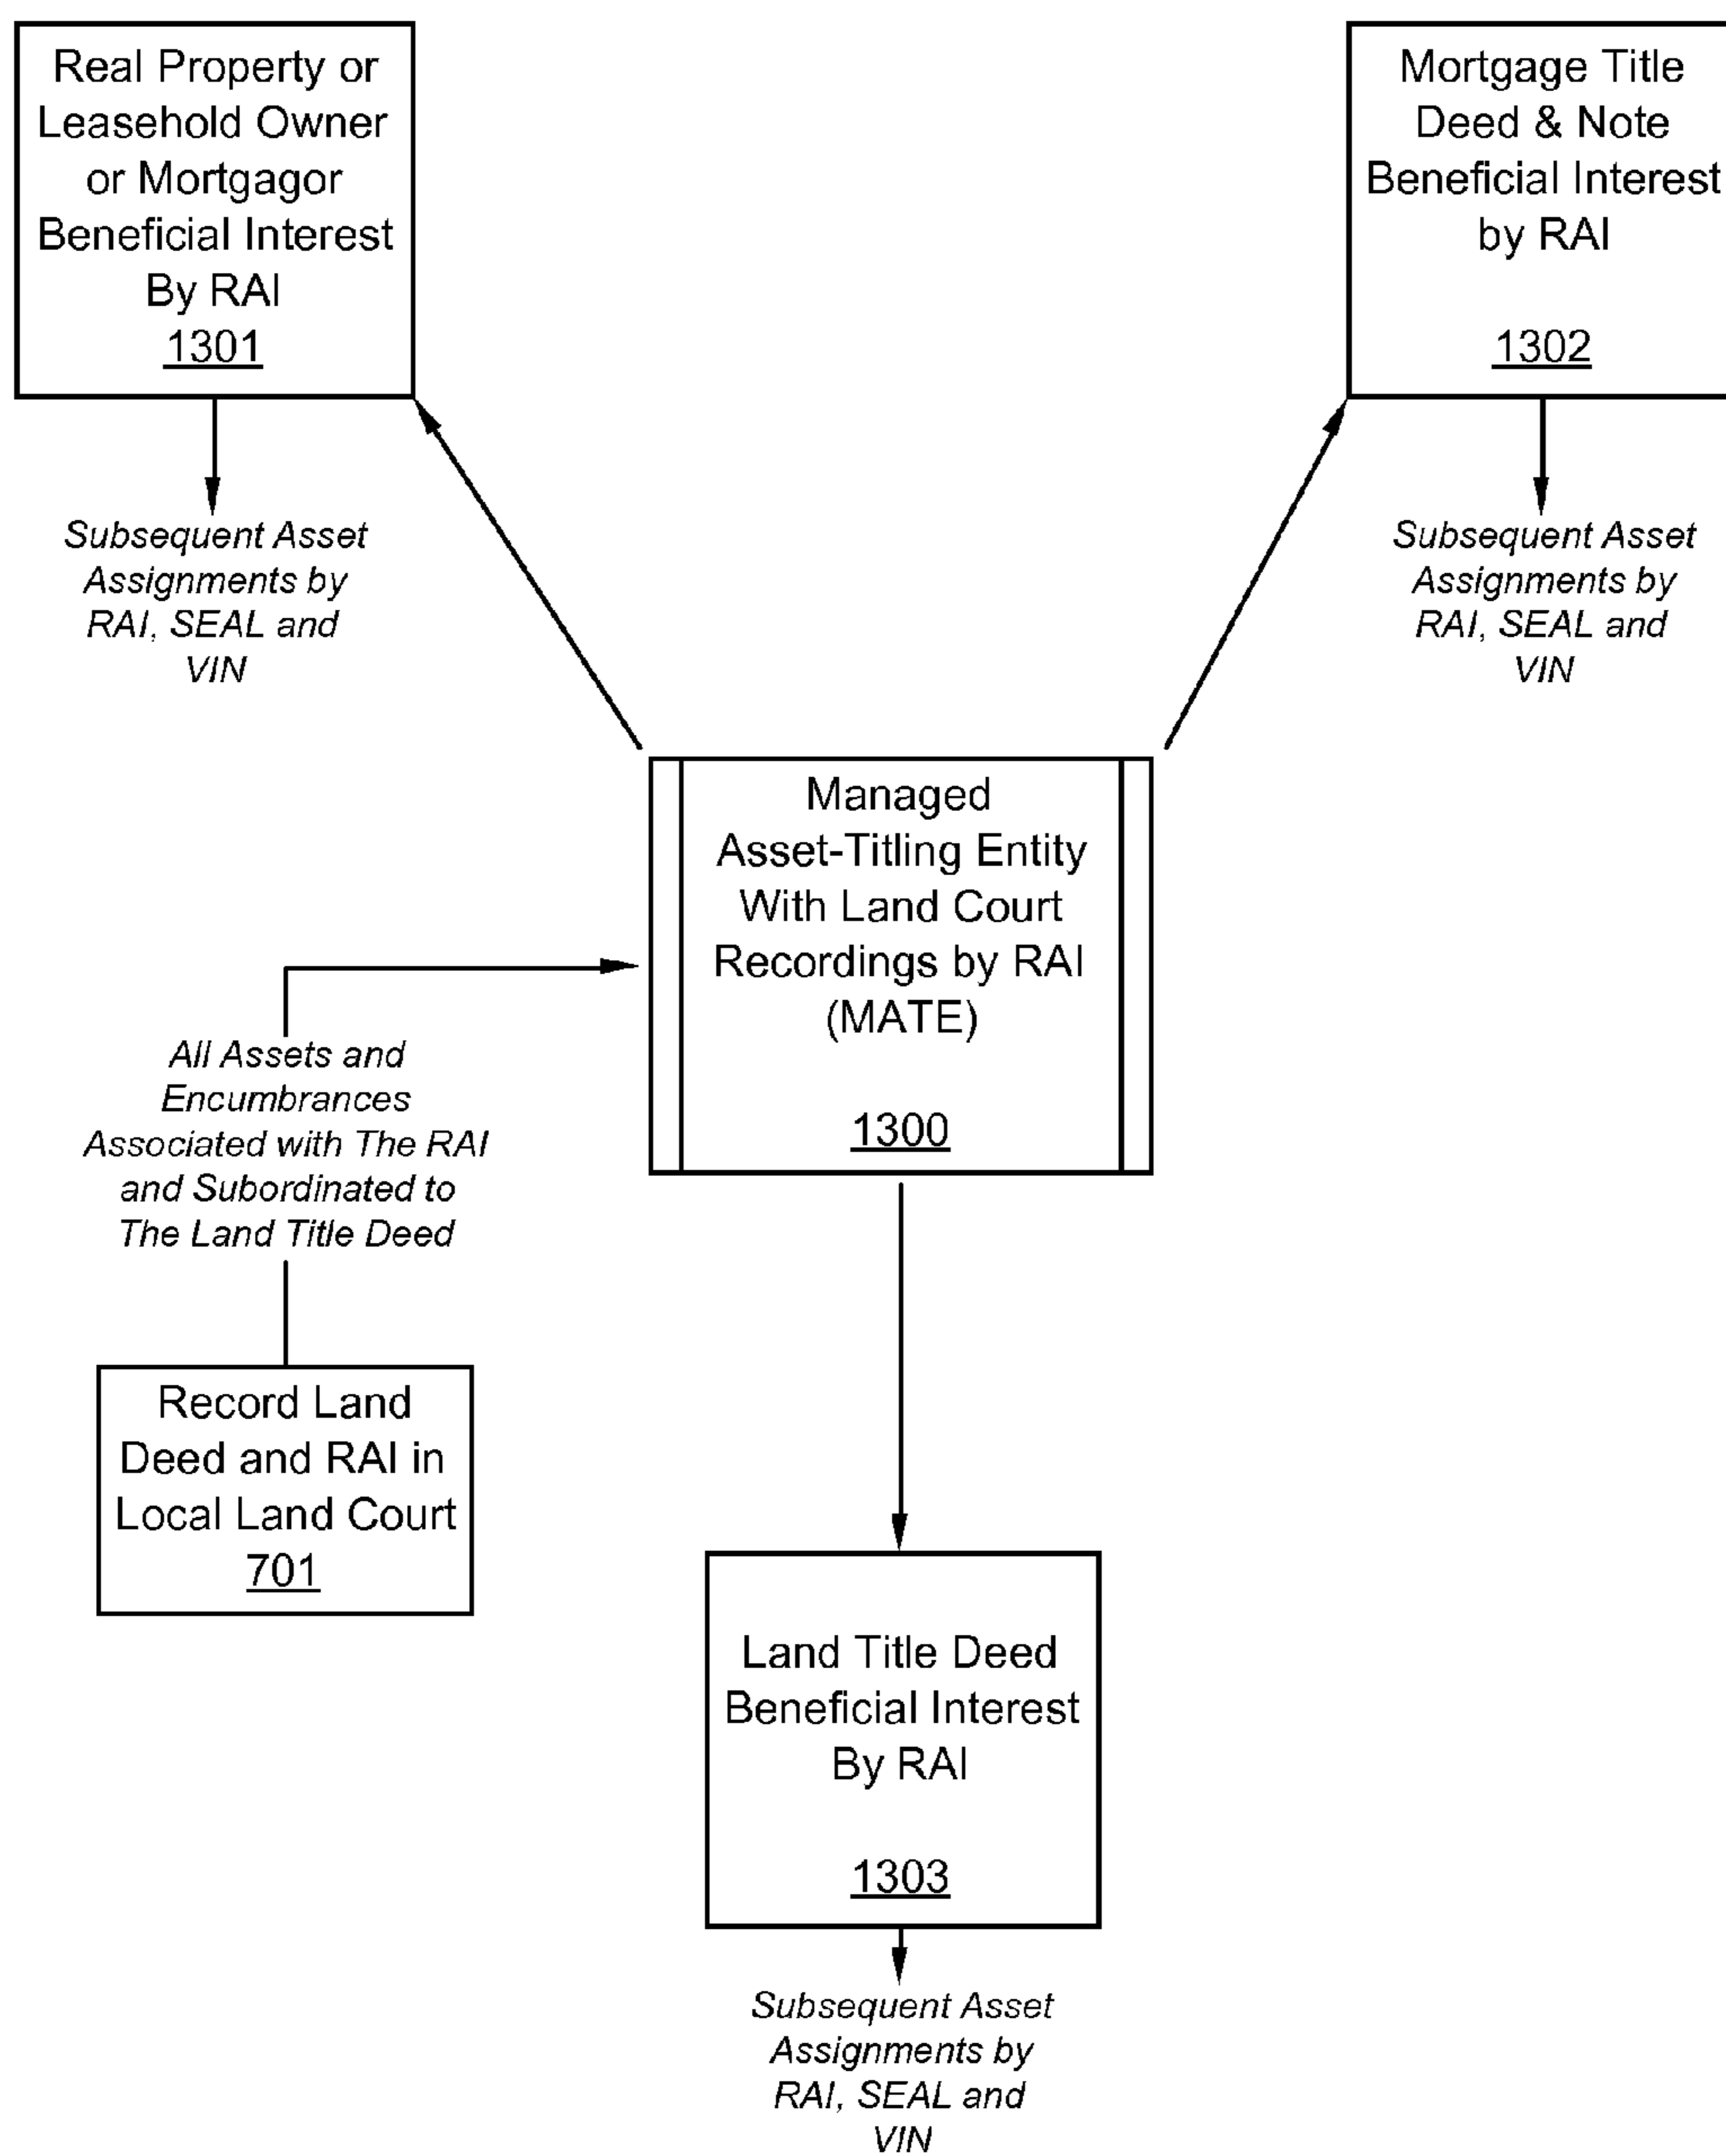 Real Property or
Leasehold Owner
or Mortgagor
Beneficial Interest
By RAI
1301
Mortgage Title
Deed & Note
Beneficial Interest
by RAI
1302
Subsequent Asset
Assignments by
RAI, SEAL and
VIN
Subsequent Asset
Assignments by
RAI, SEAL and
VIN
Managed
Asset-Titling Entity
With Land Court
Recordings by RAI
(MATE)
1300
All Assets and
Encumbrances
Associated with The RAI
and Subordinated to
The Land Title Deed
Record Land
Deed and RAI in
Local Land Court
701
Land Title Deed
Beneficial Interest
By RAI
1303
Subsequent Asset
Assignments by
RAI, SEAL and
VIN